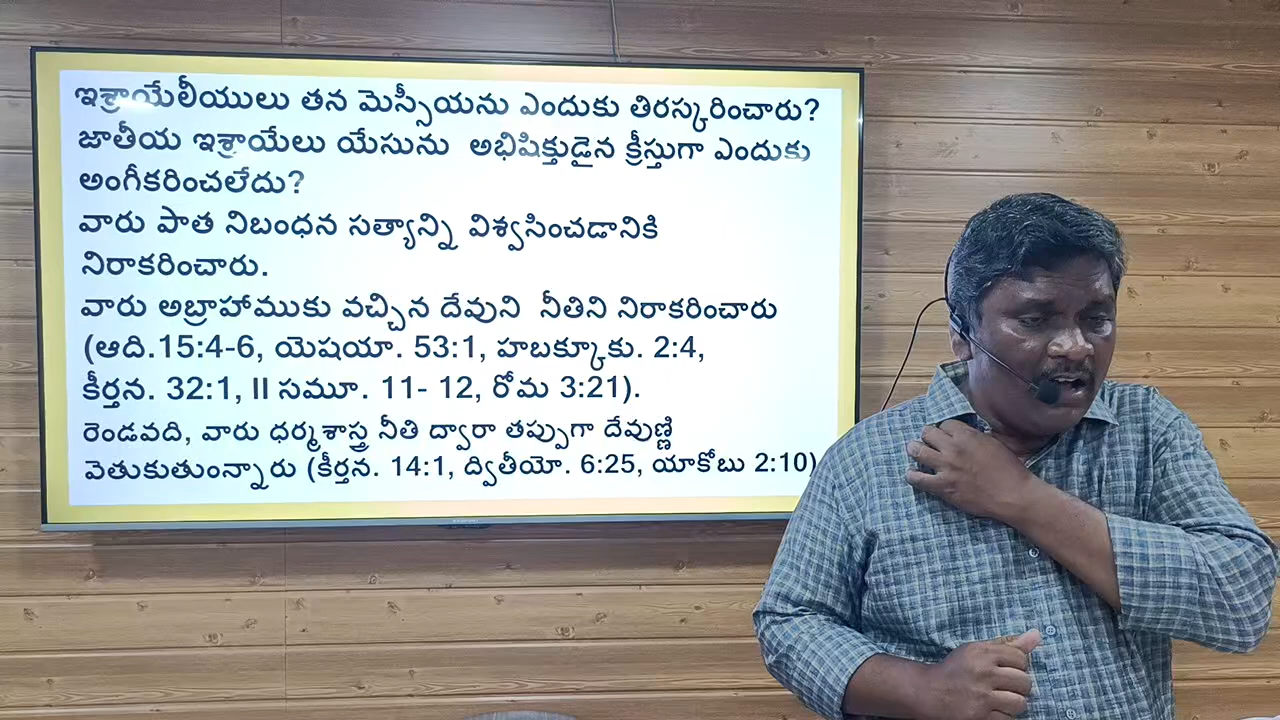 ఇశ్రాయేలీయులు తన మెస్సీయను ఎందుకు తిరస్కరించారు?
జాతీయ ఇశ్రాయేలు యేసును అభిషిక్తుడైన క్రీస్తుగా ఎందుకు
అంగీకరించలేదు?
వారు పాత నిబంధన సత్యాన్ని విశ్వసించడానికి
నిరాకరించారు.
వారు అబ్రాహాముకు వచ్చిన దేవుని నీతిని నిరాకరించారు
(ఆది.15:4-6, యెషయా. 53:1, హబక్కూకు. 2:4,
కీర్తన. 32:1, II సమూ. 11- 12, రోమ 3:21).
రెండవది, వారు ధర్మశాస్త్ర నీతి ద్వారా తప్పుగా దేవుణ్ణి
వెతుకుతుంన్నారు (కీర్తన. 14:1, ద్వితీయో. 6:25, యాకోబు 2:10)